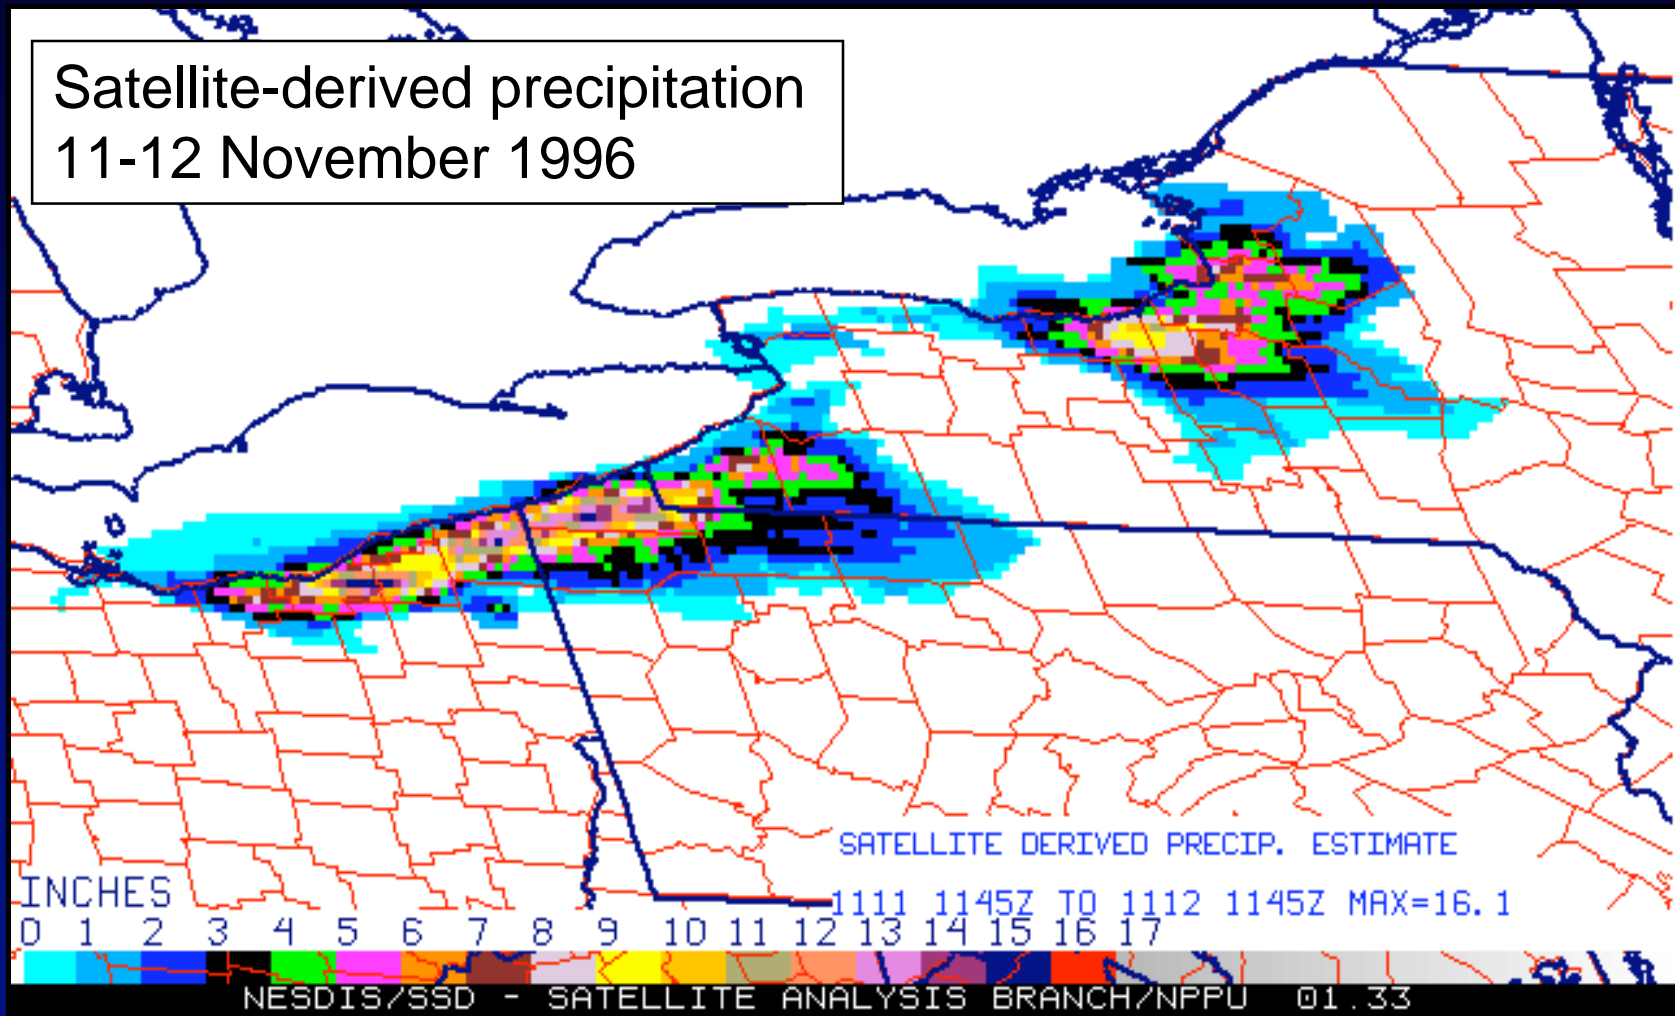 Satellite-derived precipitation
11-12 November 1996
SATELLITE DERIVED PRECIP. ESTIMATE
1111 1145Z TO 1112 1145Z MAX=16.1
INCHES
0 1 2 3 4 5 6 7 8 9 10 11 12 13 14 15 16 17
NESDIS/SSD - SATELLITE ANALYSIS BRANCH/NPPU 01.33